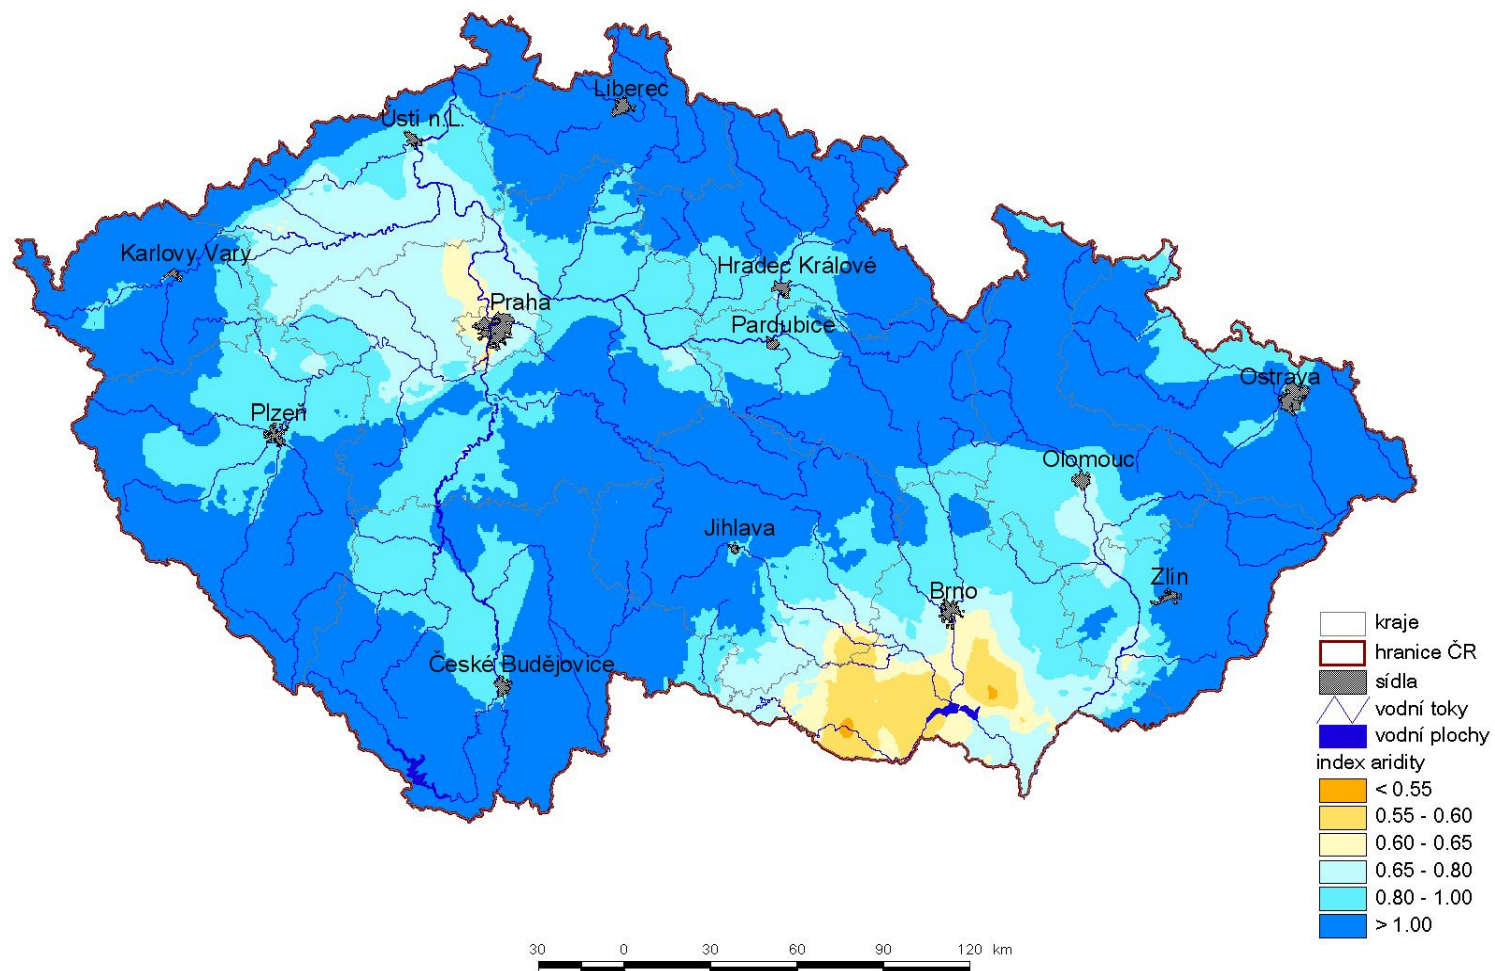 Liberec
Ústí n.L.
Karlovy Vary
Hradec Králové
Praha
Pardubice
Ostrava
Plzeň
Olomouc
Jihlava
Zlín
Brno
České Budějovice
kraje
hranice ČR
sídla
vodní toky
vodní plochy
index aridity
< 0.55
0.55 - 0.60
0.60 - 0.65
0.65 - 0.80
0.80 - 1.00
> 1.00
30 0 30 60 90 120 km